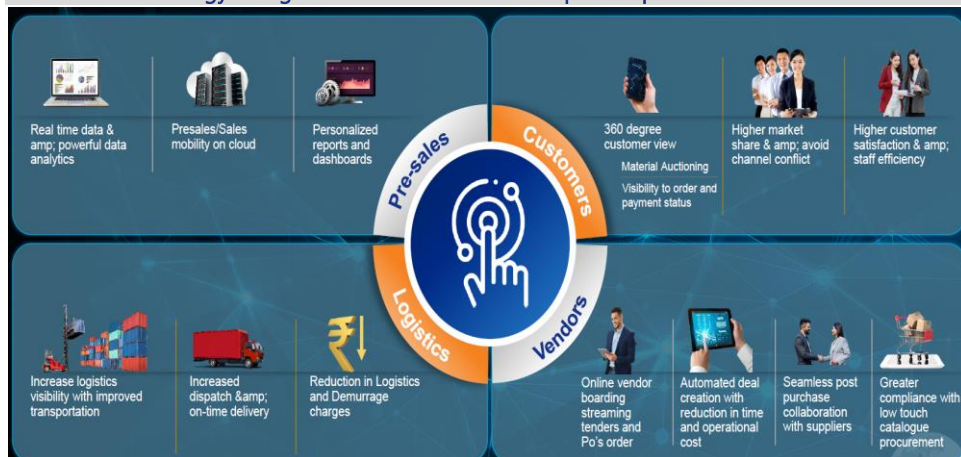 Real time data &
amp; powerful data
analytics
Presales/Sales
mobility on cloud
Personalized
reports and
dashboards
Pre-sales
Customers
360 degree
customer view
Material Auctioning
Visibility to order and
payment status
Higher market
share & amp; avoid
channel conflict
Higher customer
satisfaction & amp;
staff efficiency
Logistics
Increase logistics
visibility with improved
transportation
Increased
dispatch &amp;
on-time delivery
Reduction in Logistics
and Demurrage
charges
Vendors
Online vendor
boarding
streaming
tenders and
Po's order
Automated deal
creation with
reduction in time
and operational
cost
Seamless post
purchase
collaboration
with suppliers
Greater
compliance with
low touch
catalogue
procurement